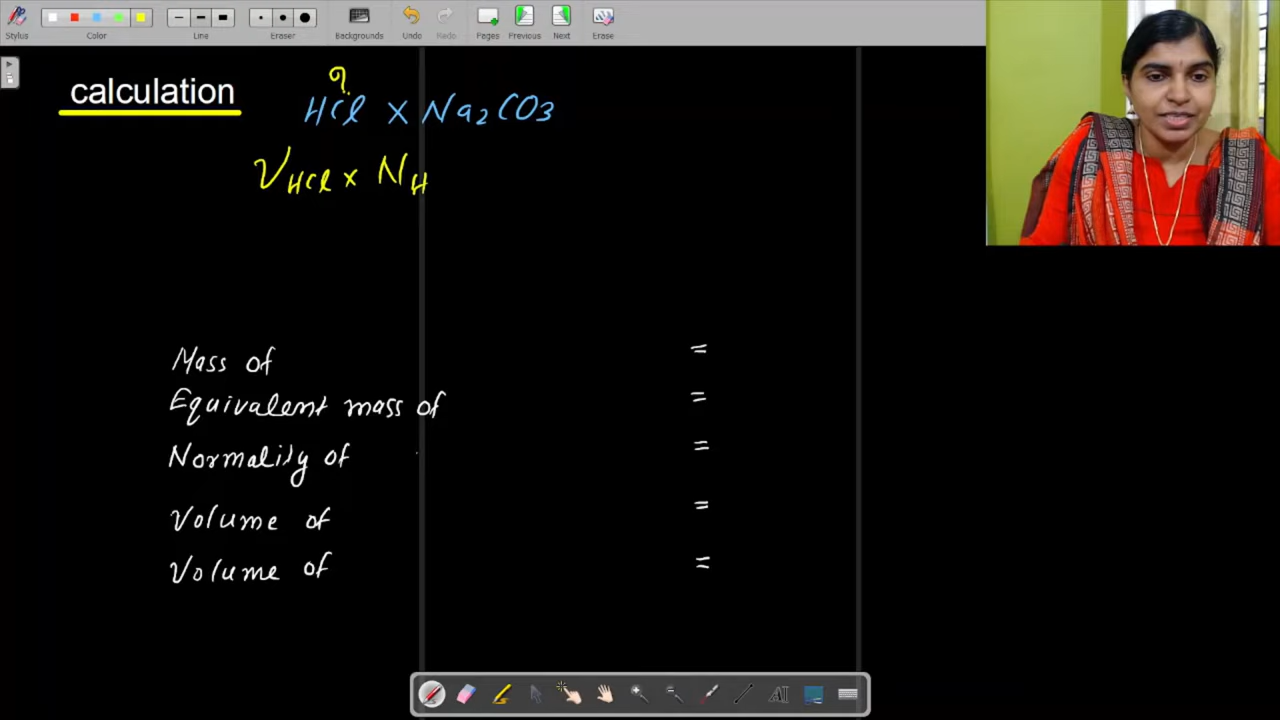 Stylus
Color
Line
Eraser
Backgrounds
Undo
Redo
Pages
Previous
Next
Erase
calculation
?
HCl x Na2CO3
VHCl x NH
Mass of =
Equivalent mass of =
Normality of =
Volume of =
Volume of =
AI